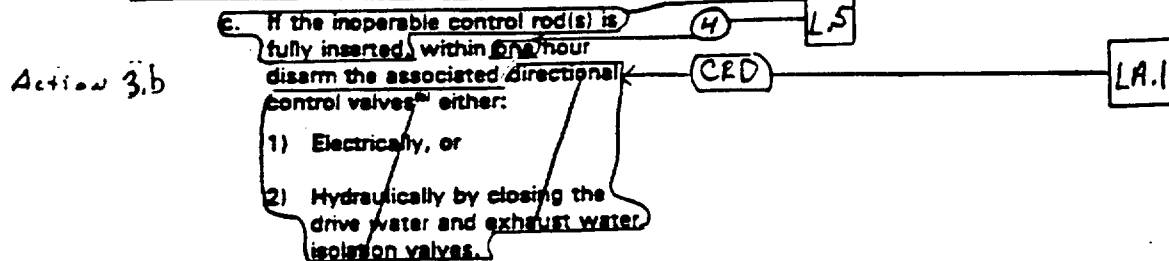 c. If the inoperable control rod(s) is
fully inserted, within one hour
4
L.5
Action 3.b
disarm the associated directional
CRD
LA.1
control valves(a) either:
1) Electrically, or
2) Hydraulically by closing the
drive water and exhaust water
isolation valves.